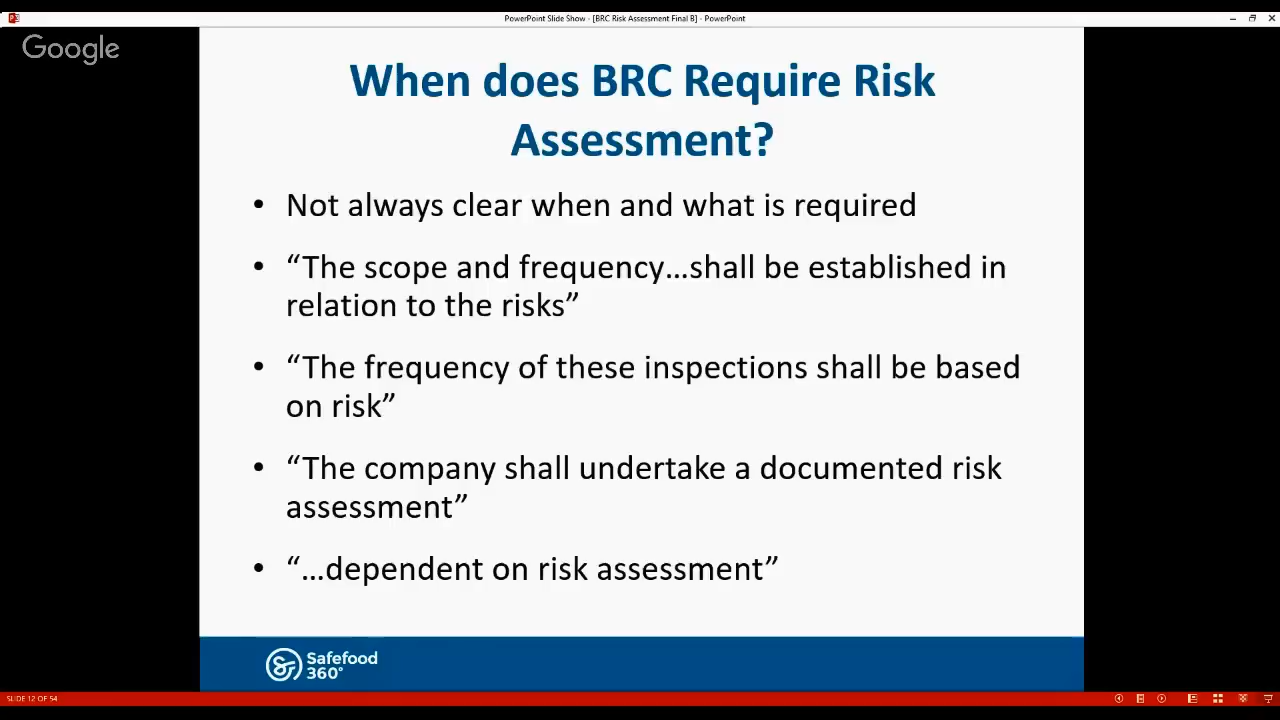 PowerPoint Slide Show - [BRC Risk Assessment Final B] - PowerPoint
Google
When does BRC Require Risk
Assessment?
• Not always clear when and what is required
• “The scope and frequency…shall be established in
relation to the risks”
• “The frequency of these inspections shall be based
on risk”
• “The company shall undertake a documented risk
assessment”
• “…dependent on risk assessment”
Safefood
360°
SLIDE 12 OF 54